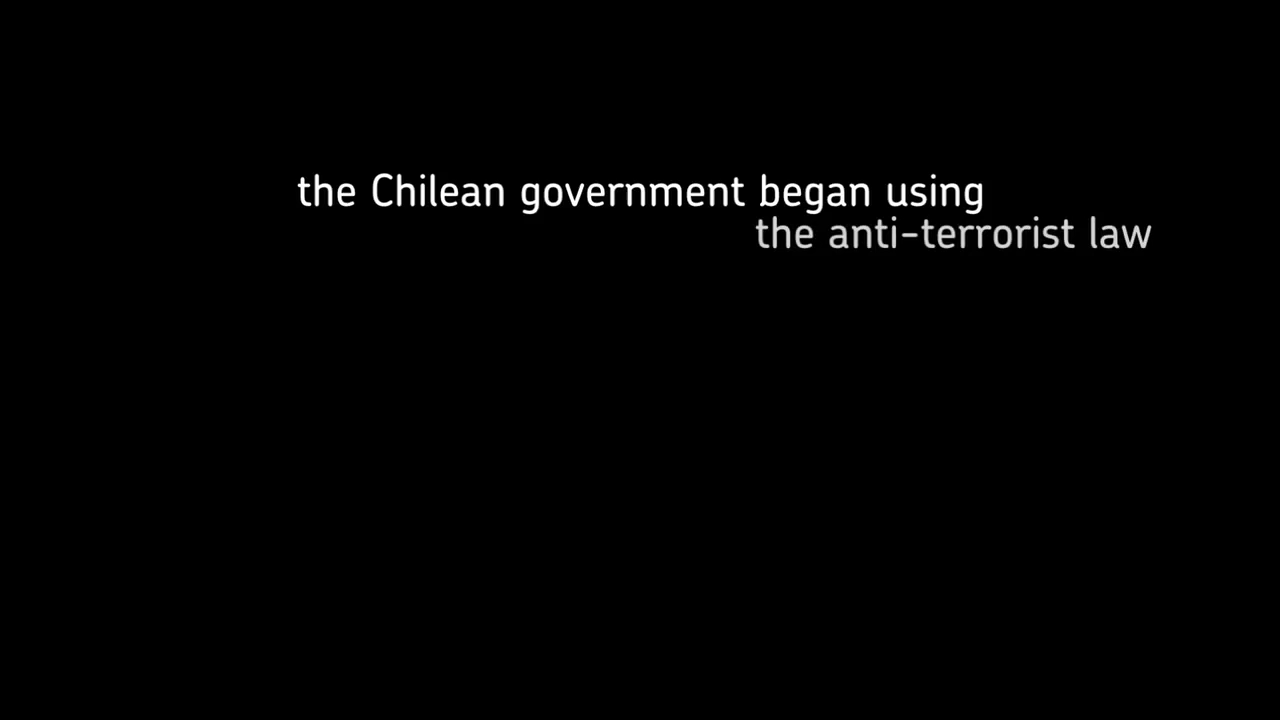 the Chilean government began using
the anti-terrorist law